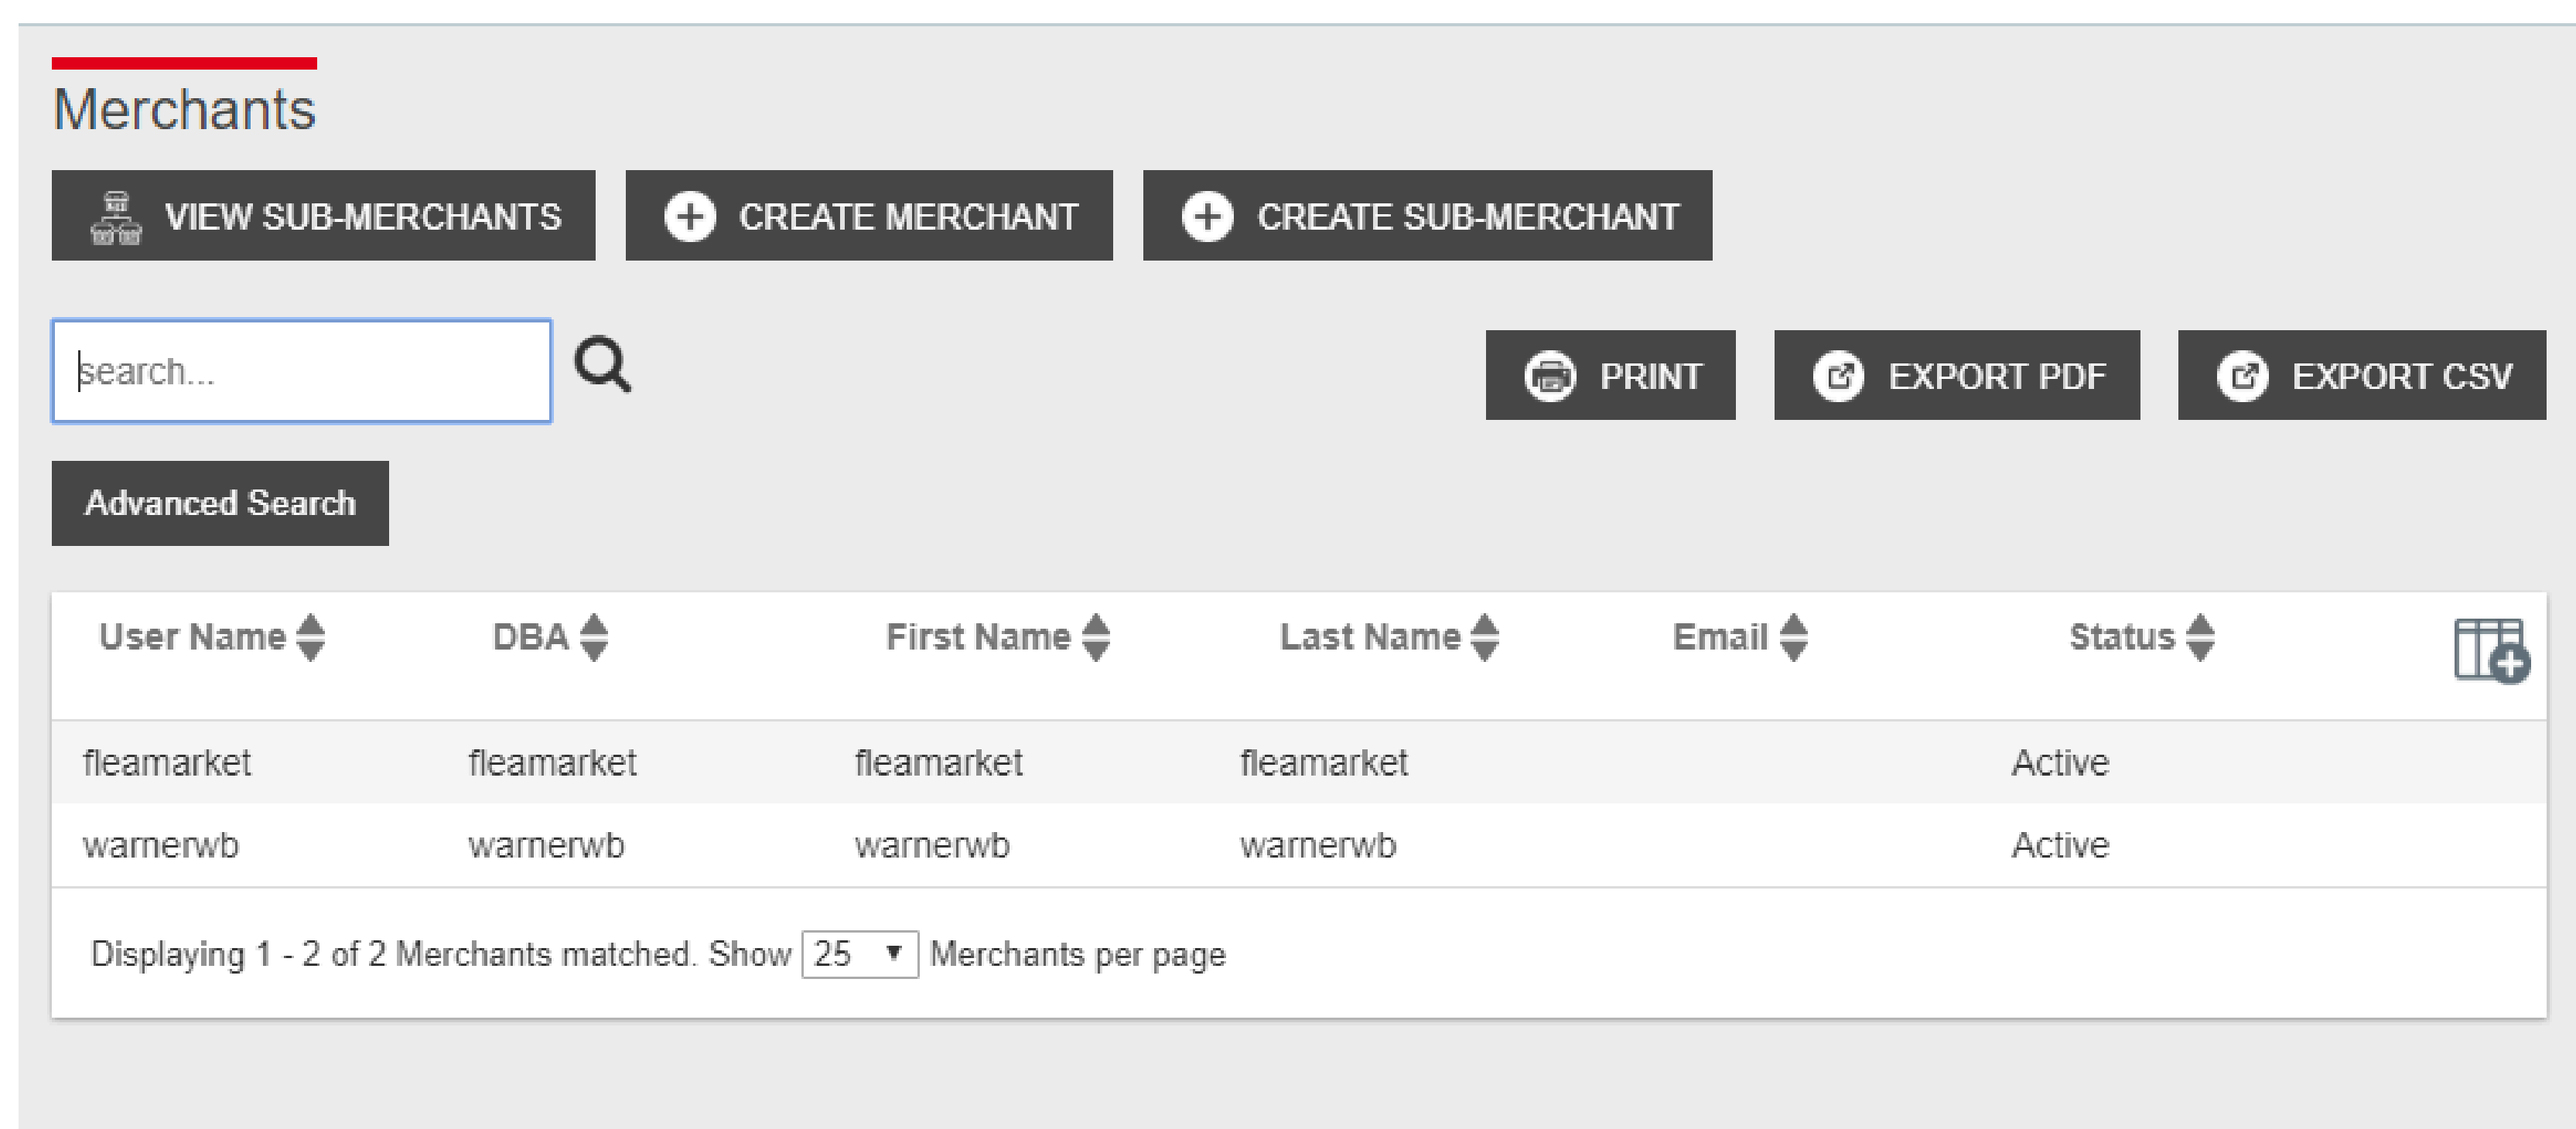 Merchants
VIEW SUB-MERCHANTS CREATE MERCHANT CREATE SUB-MERCHANT
search... PRINT EXPORT PDF EXPORT CSV
Advanced Search
User Name DBA First Name Last Name Email Status
fleamarket fleamarket fleamarket fleamarket Active
warnerwb warnerwb warnerwb warnerwb Active
Displaying 1 - 2 of 2 Merchants matched. Show 25 Merchants per page